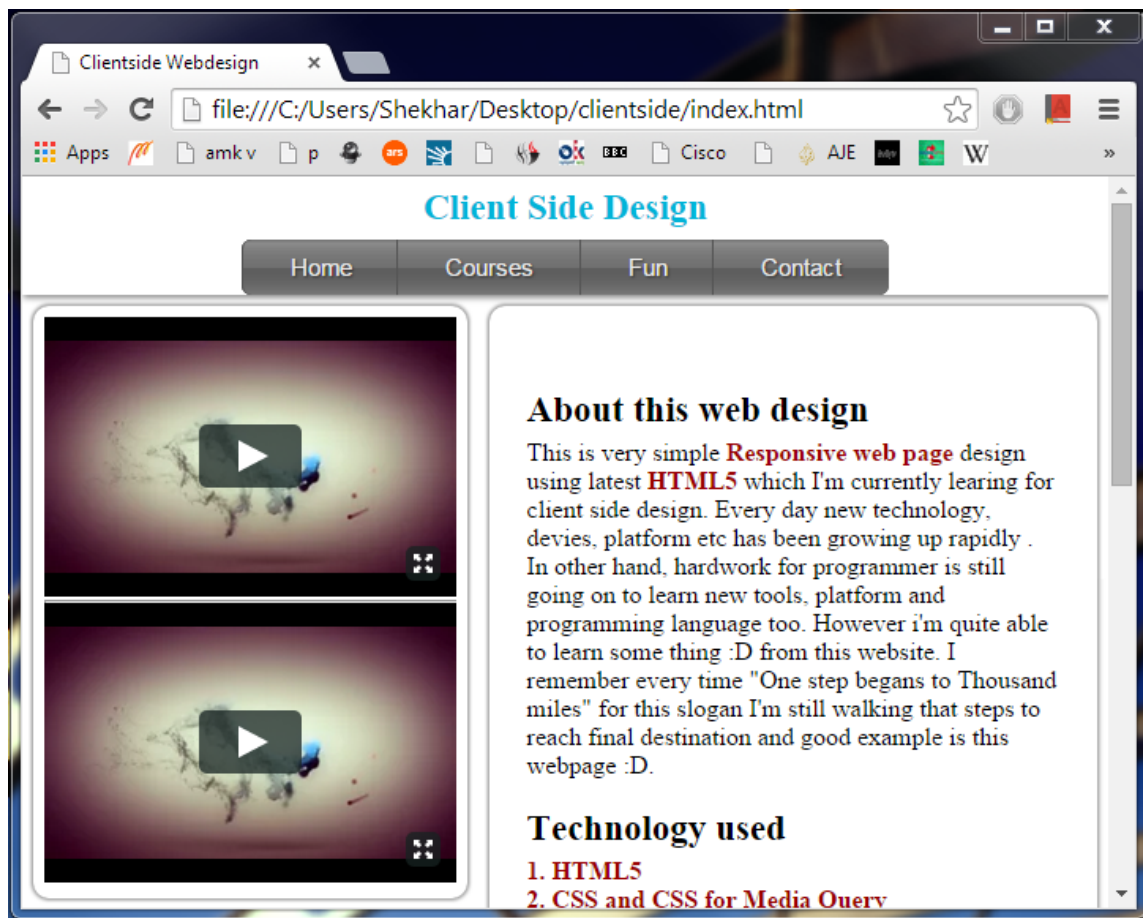 Clientside Webdesign
file:///C:/Users/Shekhar/Desktop/clientside/index.html
Apps amk v p ars BBC Cisco AJE W »
Client Side Design
Home Courses Fun Contact
About this web design
This is very simple Responsive web page design
using latest HTML5 which I'm currently learing for
client side design. Every day new technology,
devies, platform etc has been growing up rapidly .
In other hand, hardwork for programmer is still
going on to learn new tools, platform and
programming language too. However i'm quite able
to learn some thing :D from this website. I
remember every time "One step begans to Thousand
miles" for this slogan I'm still walking that steps to
reach final destination and good example is this
webpage :D.
Technology used
1. HTML5
2. CSS and CSS for Media Query